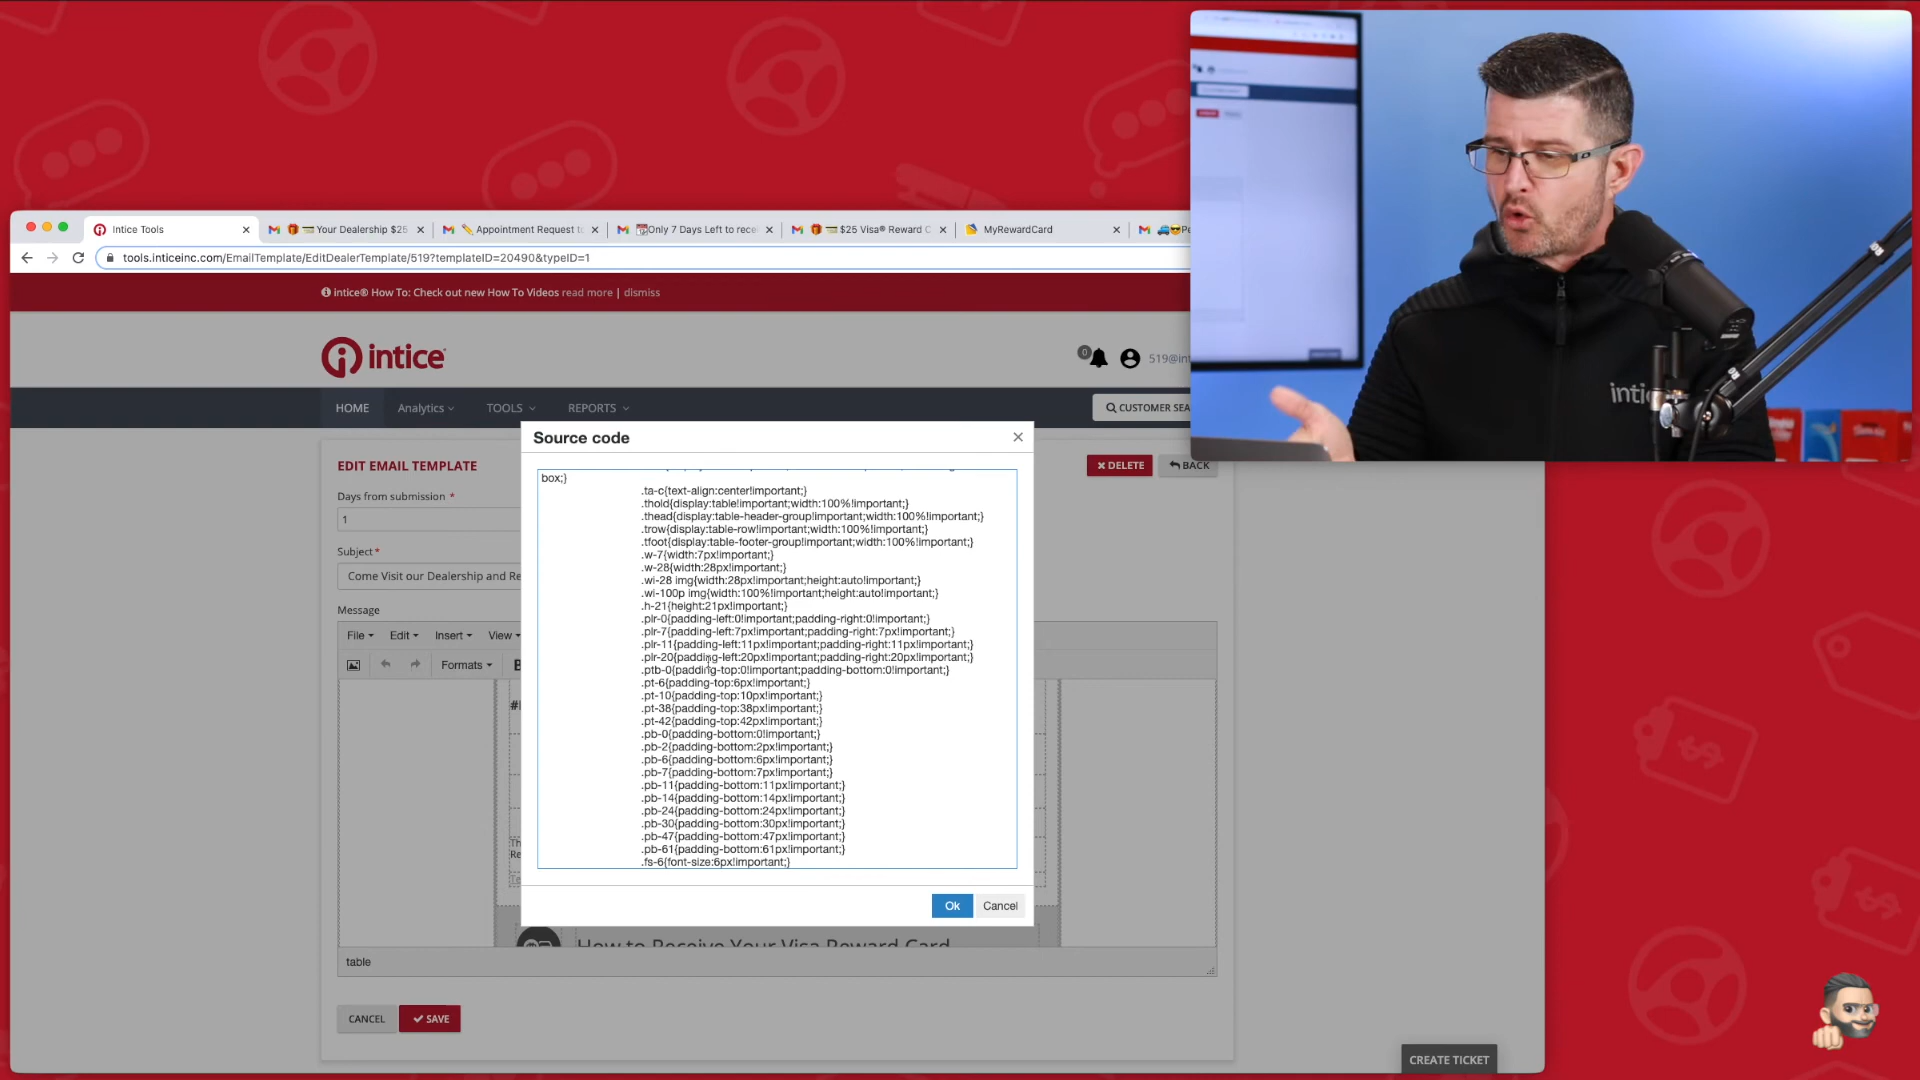 Intice Tools
Your Dealership $25
Appointment Request to
Only 7 Days Left to rece
$25 Visa® Reward C
MyRewardCard
tools.inticeinc.com/EmailTemplate/EditDealerTemplate/519?templateID=20490&typeID=1
intice® How To: Check out new How To Videos read more | dismiss
intice
0
519@int
HOME
Analytics
TOOLS
REPORTS
CUSTOMER SEA
EDIT EMAIL TEMPLATE
DELETE
BACK
Days from submission *
1
Subject *
Come Visit our Dealership and Re
Message
File
Edit
Insert
View
Formats
B
Source code
box;}
.ta-c{text-align:center!important;}
.thold{display:table!important;width:100%!important;}
.thead{display:table-header-group!important;width:100%!important;}
.trow{display:table-row!important;width:100%!important;}
.tfoot{display:table-footer-group!important;width:100%!important;}
.w-7{width:7px!important;}
.w-28{width:28px!important;}
.wi-28 img{width:28px!important;height:auto!important;}
.wi-100p img{width:100%!important;height:auto!important;}
.h-21{height:21px!important;}
.plr-0{padding-left:0!important;padding-right:0!important;}
.plr-7{padding-left:7px!important;padding-right:7px!important;}
.plr-11{padding-left:11px!important;padding-right:11px!important;}
.plr-20{padding-left:20px!important;padding-right:20px!important;}
.ptb-0{padding-top:0!important;padding-bottom:0!important;}
.pt-6{padding-top:6px!important;}
.pt-10{padding-top:10px!important;}
.pt-38{padding-top:38px!important;}
.pt-42{padding-top:42px!important;}
.pb-0{padding-bottom:0!important;}
.pb-2{padding-bottom:2px!important;}
.pb-6{padding-bottom:6px!important;}
.pb-7{padding-bottom:7px!important;}
.pb-11{padding-bottom:11px!important;}
.pb-14{padding-bottom:14px!important;}
.pb-24{padding-bottom:24px!important;}
.pb-30{padding-bottom:30px!important;}
.pb-47{padding-bottom:47px!important;}
.pb-61{padding-bottom:61px!important;}
.fs-6{font-size:6px!important;}
Ok
Cancel
How to Receive Your Visa Reward Card
table
CANCEL
SAVE
CREATE TICKET
inti